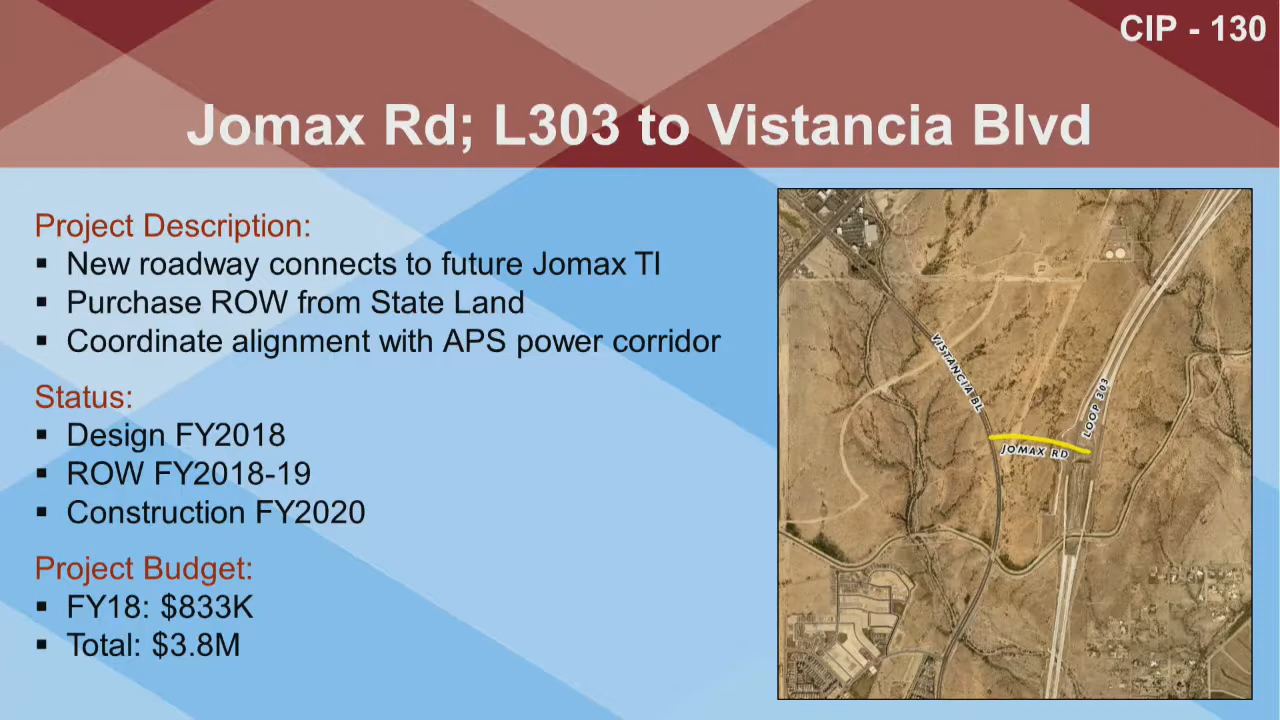 CIP - 130
Jomax Rd; L303 to Vistancia Blvd
Project Description:
▪ New roadway connects to future Jomax TI
▪ Purchase ROW from State Land
▪ Coordinate alignment with APS power corridor
Status:
▪ Design FY2018
▪ ROW FY2018-19
▪ Construction FY2020
Project Budget:
▪ FY18: $833K
▪ Total: $3.8M
VISTANCIA BL
LOOP 303
JOMAX RD